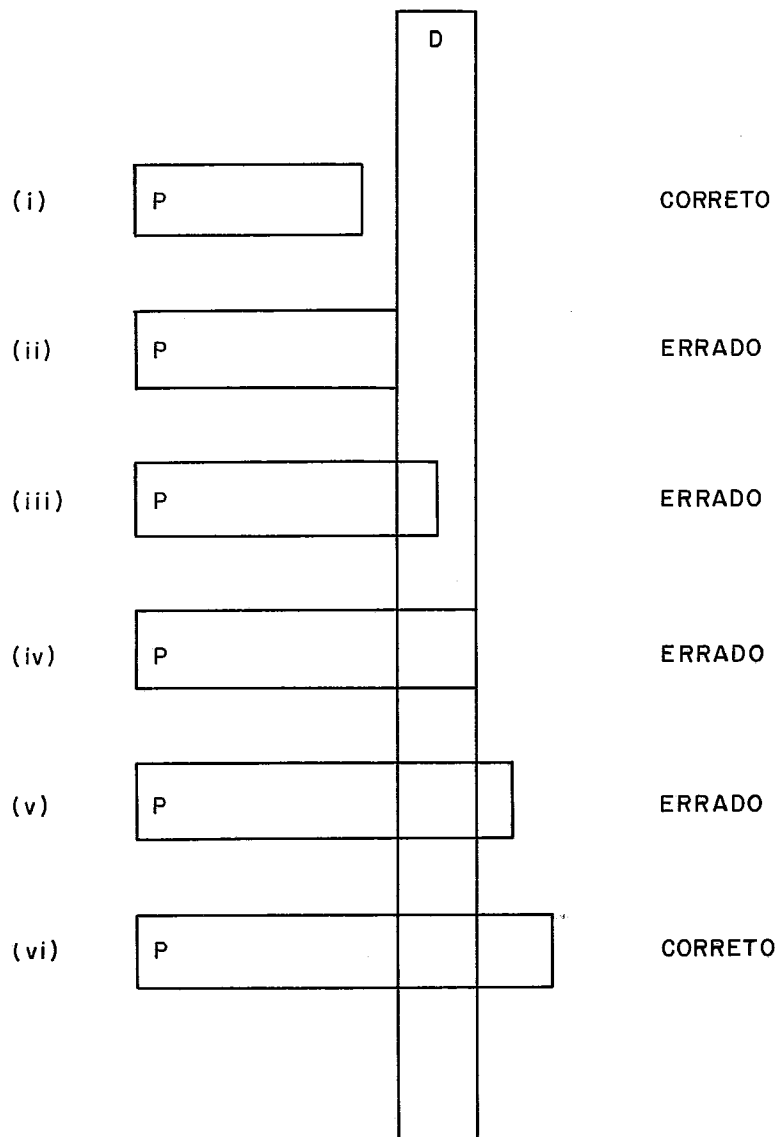 D
(i) P CORRETO
(ii) P ERRADO
(iii) P ERRADO
(iv) P ERRADO
(v) P ERRADO
(vi) P CORRETO